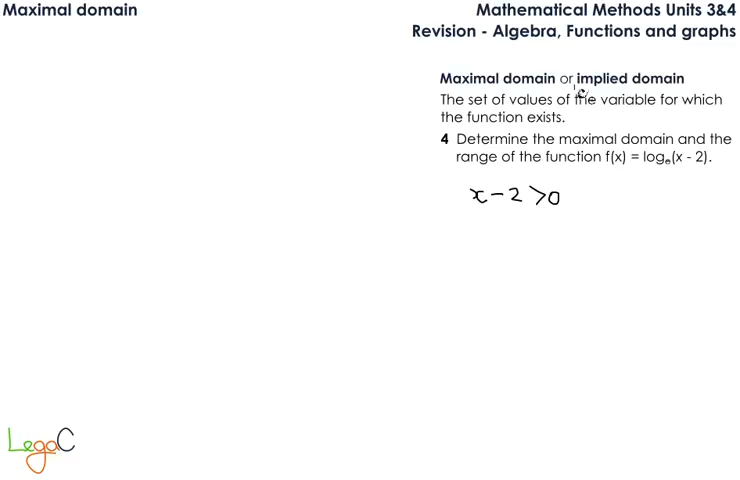 Maximal domain
Mathematical Methods Units 3&4
Revision - Algebra, Functions and graphs
Maximal domain or implied domain
The set of values of the variable for which
the function exists.
4 Determine the maximal domain and the
range of the function f(x) = logₑ(x - 2).
x - 2 > 0
LegaC